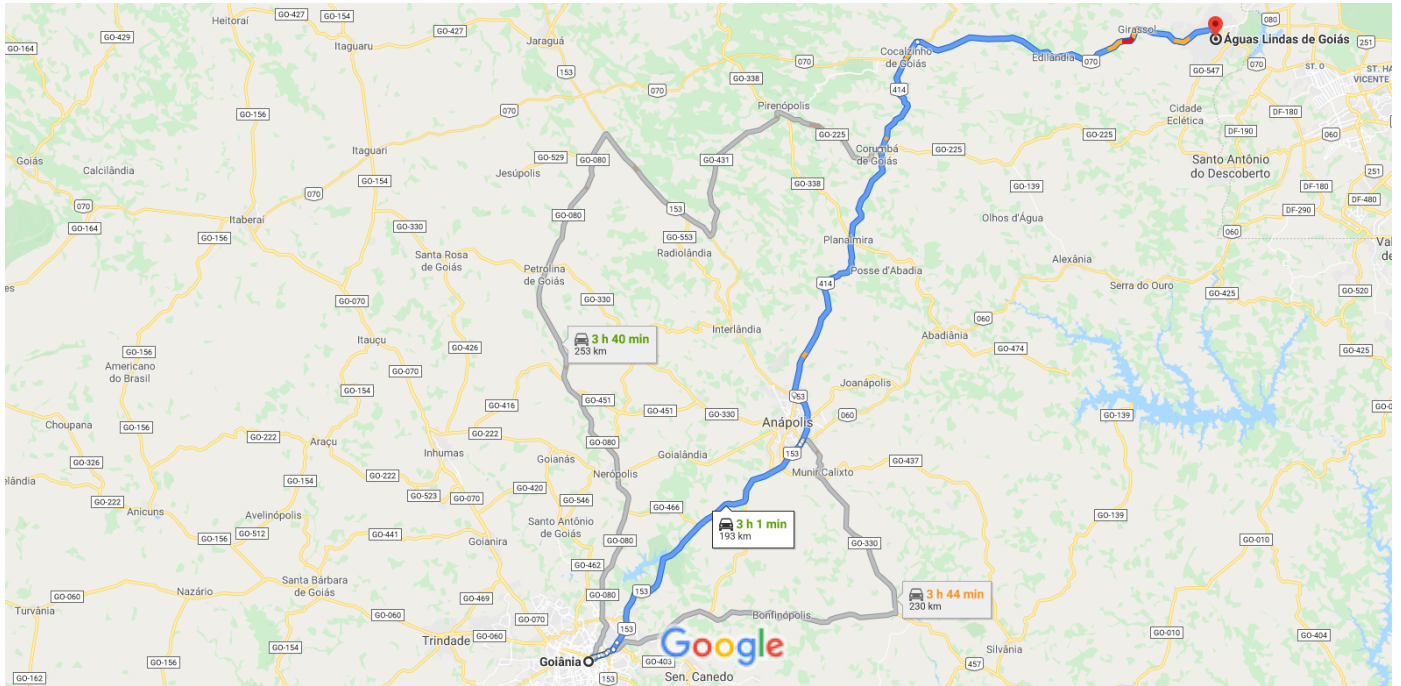 Heitoraí
GO-427
GO-154
GO-164
GO-429
Itaguaru
GO-427
Jaraguá
153
Cocalzinho
de Goiás
Girassol
Águas Lindas de Goiás
080
251
Edilândia
070
GO-547
070
ST. O
ST. HA
VICENTE
GO-338
070
070
414
Pirenópolis
Cidade
Eclética
DF-180
DF-190
060
GO-156
070
Itaguari
GO-529
GO-080
GO-431
GO-225
Corumbá
de Goiás
GO-225
GO-225
Santo Antônio
do Descoberto
251
Goiás
Calcilândia
GO-154
Jesúpolis
GO-338
GO-139
DF-180
DF-480
070
070
GO-164
Itaberaí
GO-156
GO-080
153
GO-553
Radiolândia
Olhos d'Água
DF-290
060
GO-330
Planalmira
Val
de
es
Santa Rosa
de Goiás
Petrolina
de Goiás
Posse d'Abadia
Alexânia
Serra do Ouro
GO-425
GO-520
GO-070
GO-330
414
Interlândia
060
Abadiânia
GO-474
GO-425
3 h 40 min
253 km
Itauçu
GO-426
GO-156
Americano
do Brasil
GO-070
GO-154
GO-416
GO-451
GO-451
GO-330
153
Joanápolis
060
GO-139
GO-0
Choupana
GO-156
GO-222
Araçu
GO-222
Anápolis
GO-080
GO-326
Inhumas
Goianás
Goialândia
153
Munir Calixto
GO-437
elândia
GO-222
GO-154
GO-222
GO-523
GO-070
GO-420
Nerópolis
Anicuns
Avelinópolis
GO-546
GO-466
3 h 1 min
193 km
GO-139
GO-156
GO-512
GO-441
Goianira
Santo Antônio
de Goiás
GO-080
GO-330
GO-010
GO-462
153
Santa Bárbara
de Goiás
GO-060
Nazário
GO-469
GO-080
3 h 44 min
230 km
Turvânia
GO-060
GO-070
153
Bonfinópolis
GO-010
GO-404
Trindade
GO-060
GO-154
Google
Silvânia
GO-156
Goiânia
GO-403
457
GO-162
153
Sen. Canedo